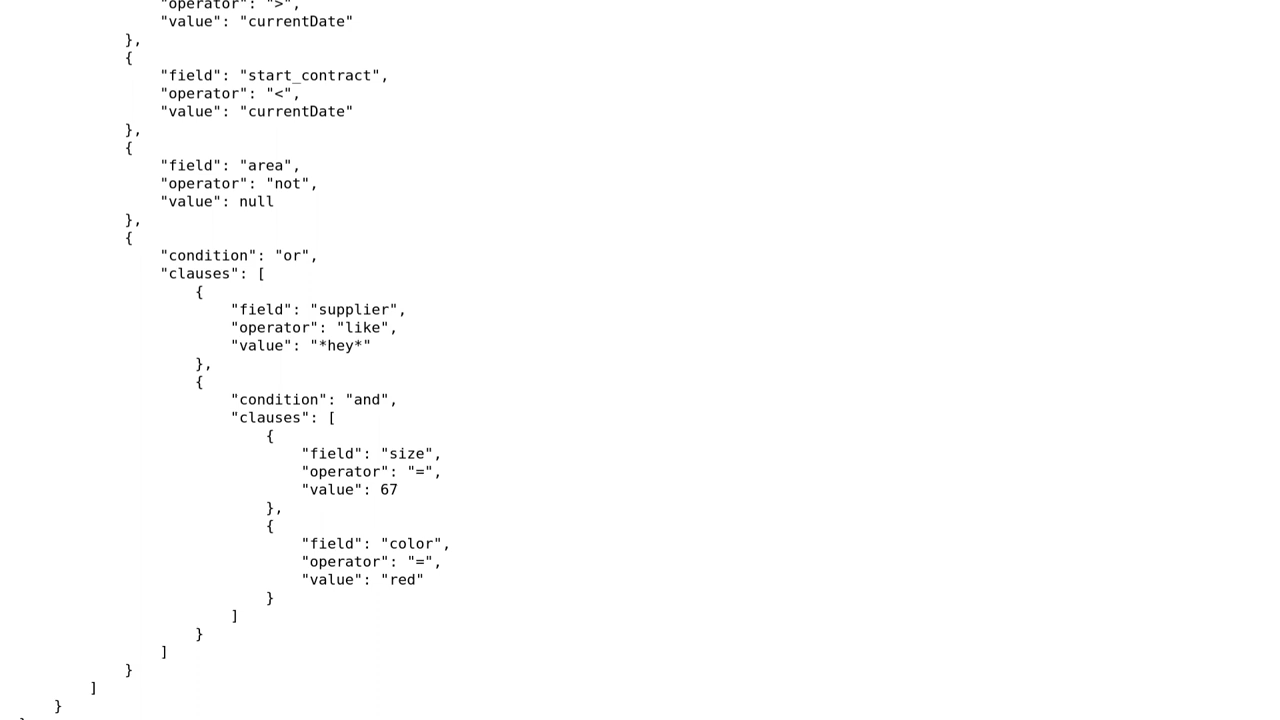 "operator": ">",
                "value": "currentDate"
            },
            {
                "field": "start_contract",
                "operator": "<",
                "value": "currentDate"
            },
            {
                "field": "area",
                "operator": "not",
                "value": null
            },
            {
                "condition": "or",
                "clauses": [
                    {
                        "field": "supplier",
                        "operator": "like",
                        "value": "*hey*"
                    },
                    {
                        "condition": "and",
                        "clauses": [
                            {
                                "field": "size",
                                "operator": "=",
                                "value": 67
                            },
                            {
                                "field": "color",
                                "operator": "=",
                                "value": "red"
                            }
                        ]
                    }
                ]
            }
        ]
    }
}